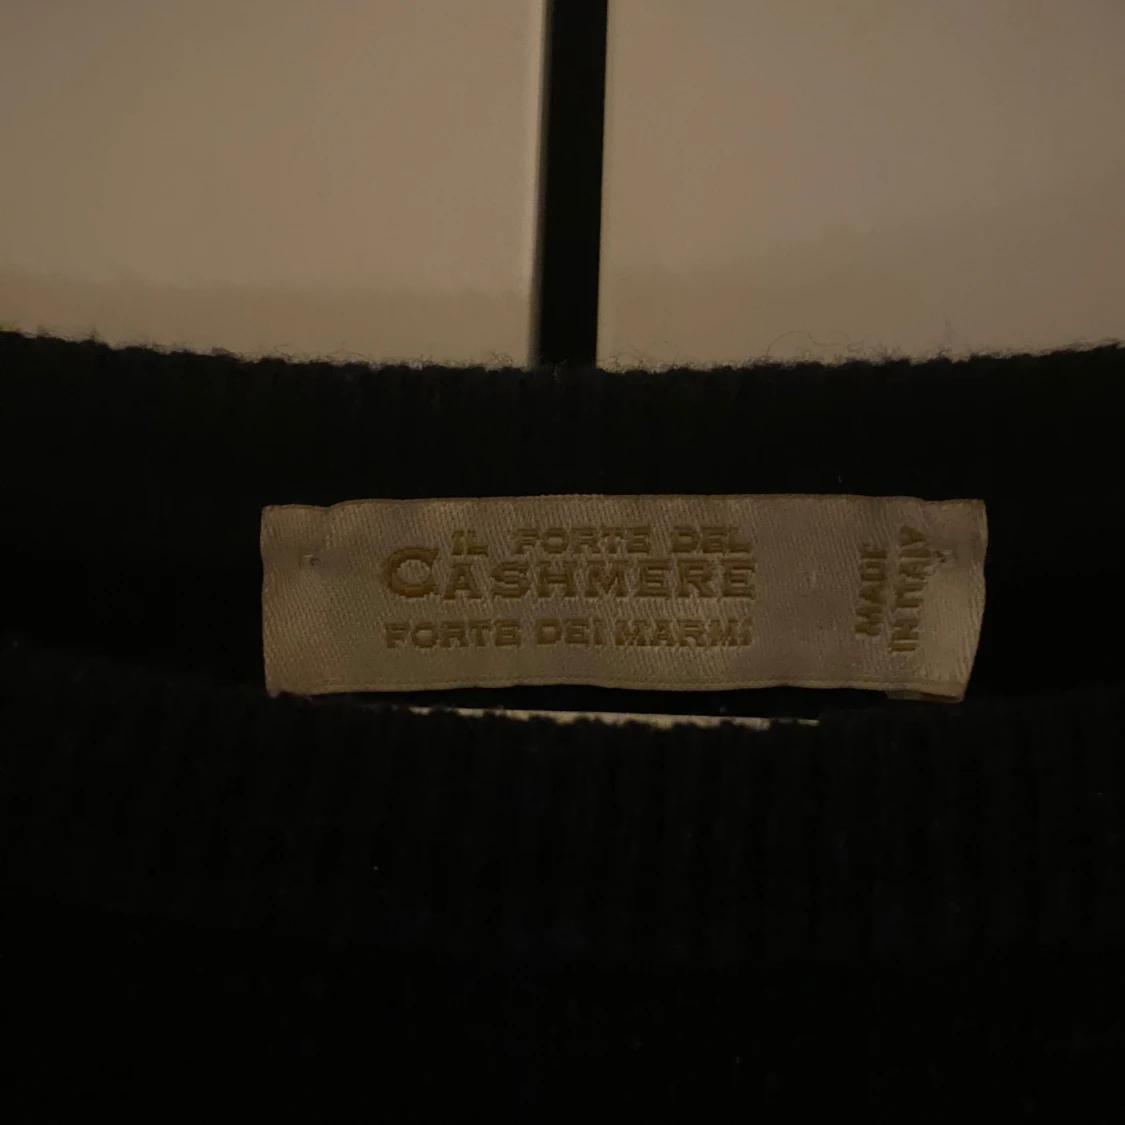 IL FORTE DEL
CASHMERE
FORTE DEI MARMI
MADE
IN ITALY